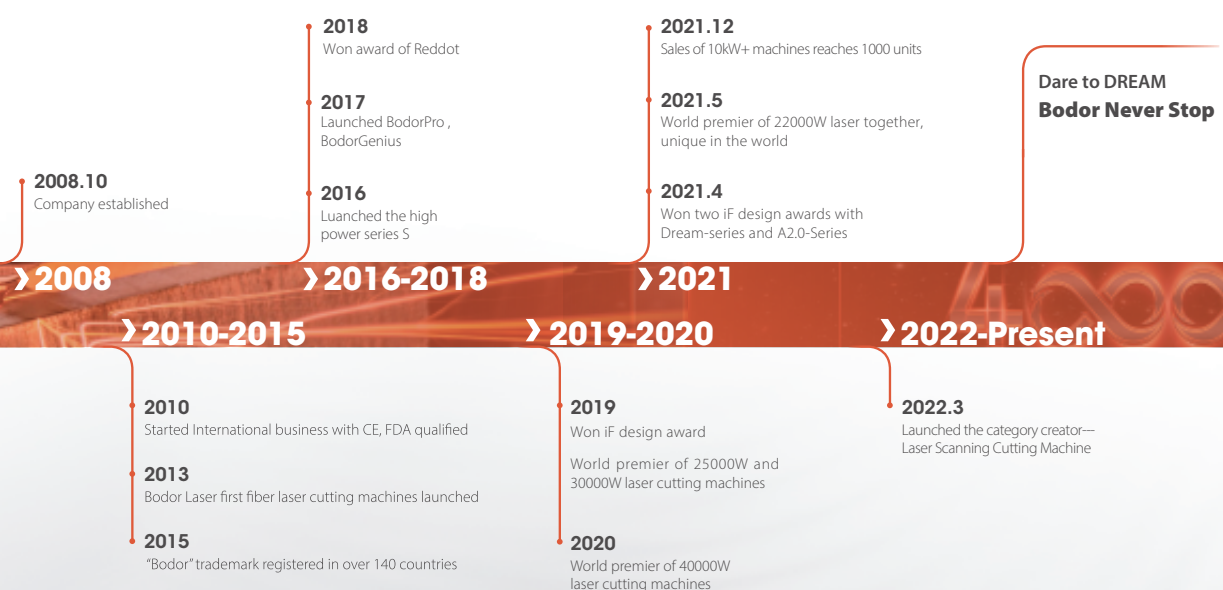 2008.10
Company established
❯2008
2010
Started International business with CE, FDA qualified
2013
Bodor Laser first fiber laser cutting machines launched
2015
“Bodor” trademark registered in over 140 countries
❯2010-2015
2018
Won award of Reddot
2017
Launched BodorPro ,
BodorGenius
2016
Luanched the high
power series S
❯2016-2018
❯2019-2020
2019
Won iF design award
World premier of 25000W and
30000W laser cutting machines
2020
World premier of 40000W
laser cutting machines
2021.12
Sales of 10kW+ machines reaches 1000 units
2021.5
World premier of 22000W laser together,
unique in the world
2021.4
Won two iF design awards with
Dream-series and A2.0-Series
❯2021
❯2022-Present
2022.3
Launched the category creator---
Laser Scanning Cutting Machine
Dare to DREAM
Bodor Never Stop